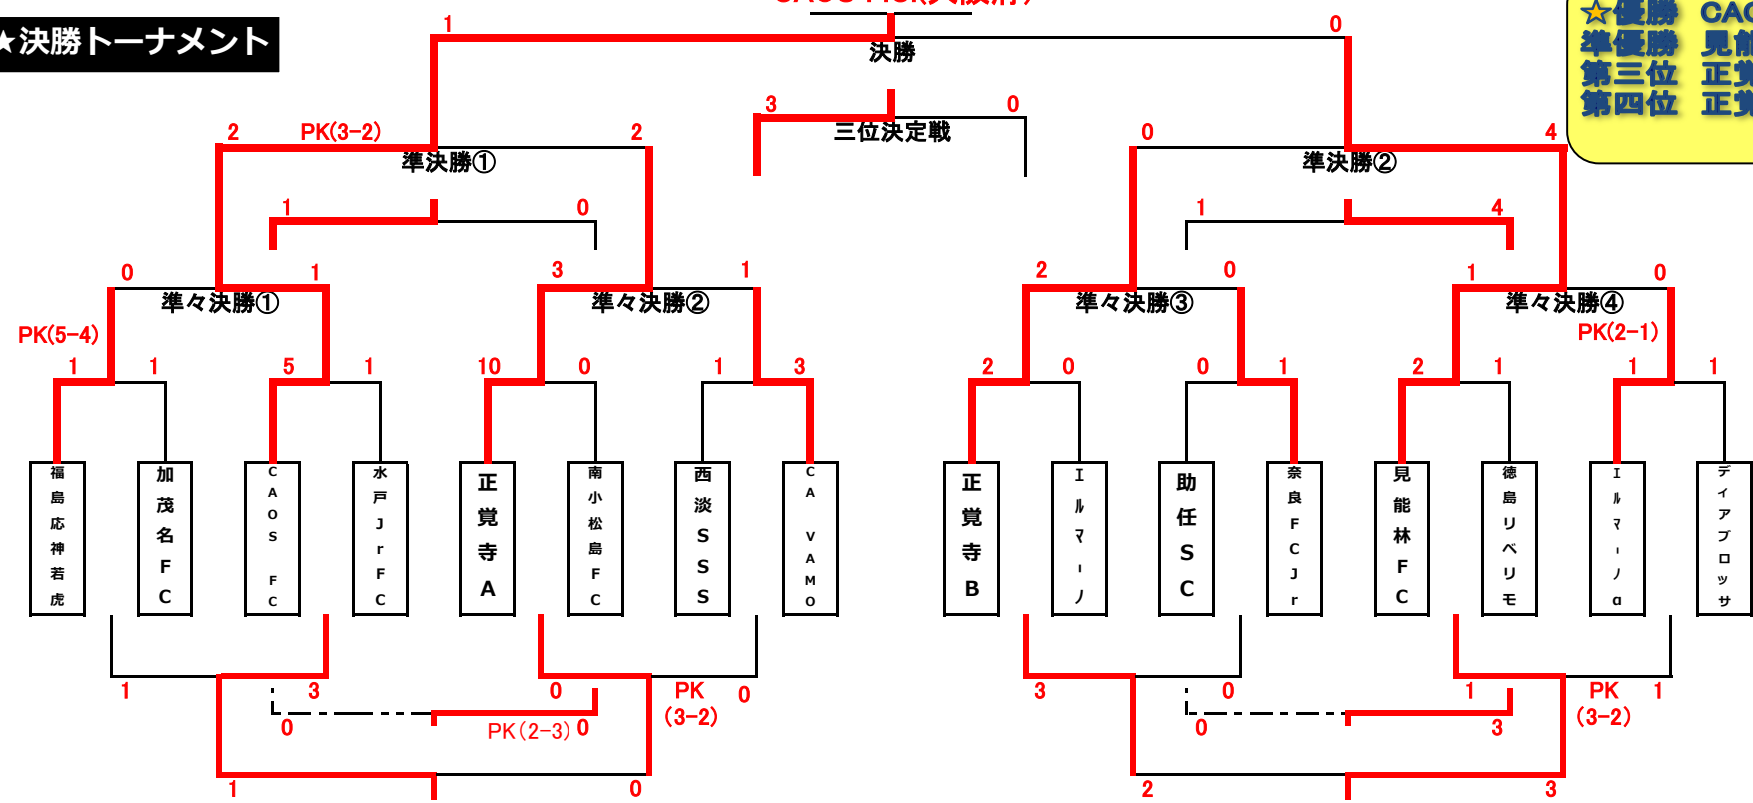 ★決勝トーナメント
1
0
決勝
☆優勝 CAO
準優勝 見能
第三位 正覚
第四位 正覚
3
0
三位決定戦
2
PK(3-2)
2
準決勝①
0
4
準決勝②
1
0
1
4
0
1
準々決勝①
3
1
準々決勝②
2
0
準々決勝③
1
0
準々決勝④
PK(5-4)
PK(2-1)
1
1
5
1
10
0
1
3
2
0
0
1
2
1
1
1
福島応神若虎
加茂名FC
CAOS FC
水戸JrFC
正覚寺A
南小松島FC
西淡SSS
CA VAMO
正覚寺B
エルマーノ
助任SC
奈良FCJr
見能林FC
徳島リベリモ
エルマーノα
ディアブロッサ
1
3
0
PK
(3-2)
0
3
0
1
PK
(3-2)
1
0
PK(2-3)
0
0
3
1
0
2
3